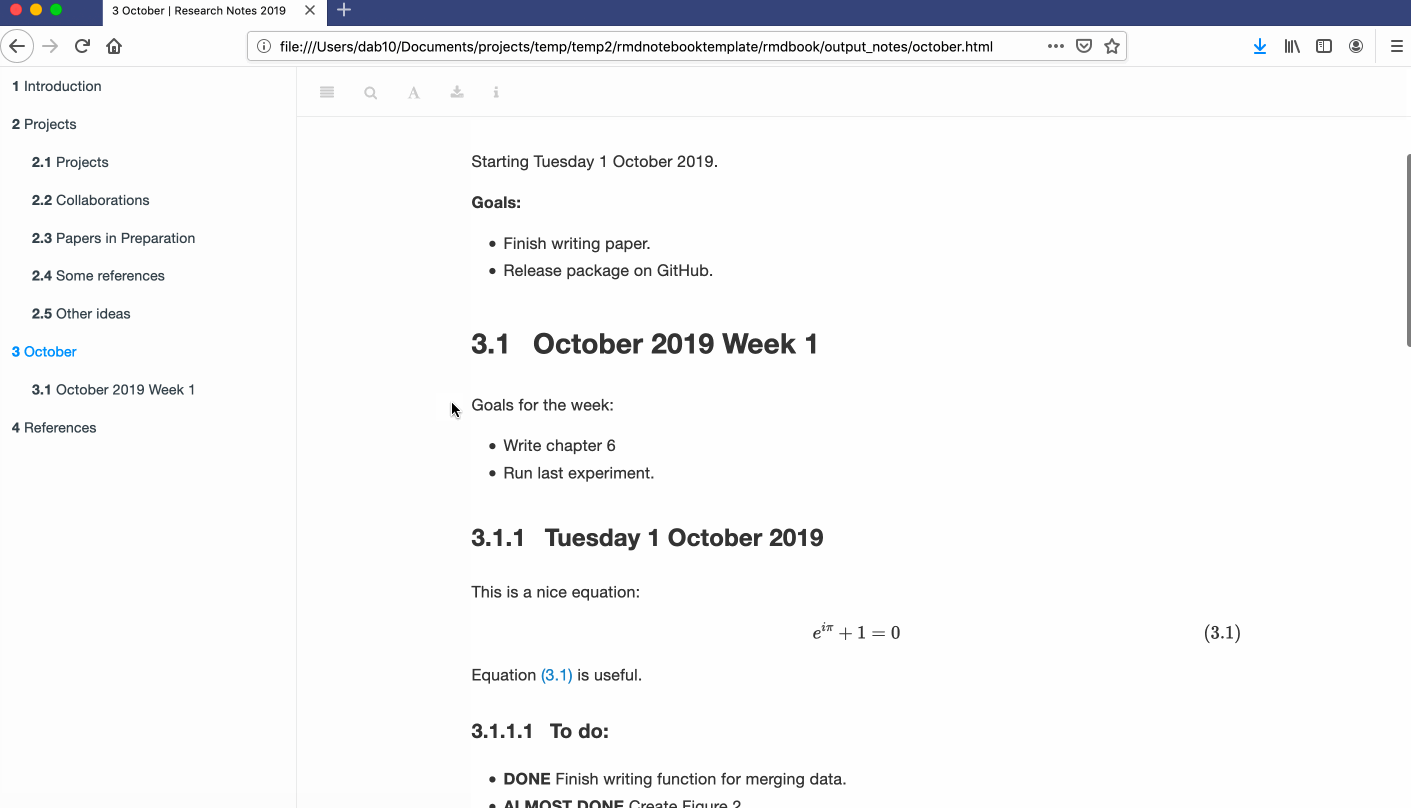 3 October | Research Notes 2019
file:///Users/dab10/Documents/projects/temp/temp2/rmdnotebooktemplate/rmdbook/output_notes/october.html
1 Introduction
2 Projects
2.1 Projects
2.2 Collaborations
2.3 Papers in Preparation
2.4 Some references
2.5 Other ideas
3 October
3.1 October 2019 Week 1
4 References
Starting Tuesday 1 October 2019.
Goals:
• Finish writing paper.
• Release package on GitHub.
3.1 October 2019 Week 1
Goals for the week:
• Write chapter 6
• Run last experiment.
3.1.1 Tuesday 1 October 2019
This is a nice equation:
e^{iπ} + 1 = 0 (3.1)
Equation (3.1) is useful.
3.1.1.1 To do:
• DONE Finish writing function for merging data.
• ALMOST DONE Create Figure 2